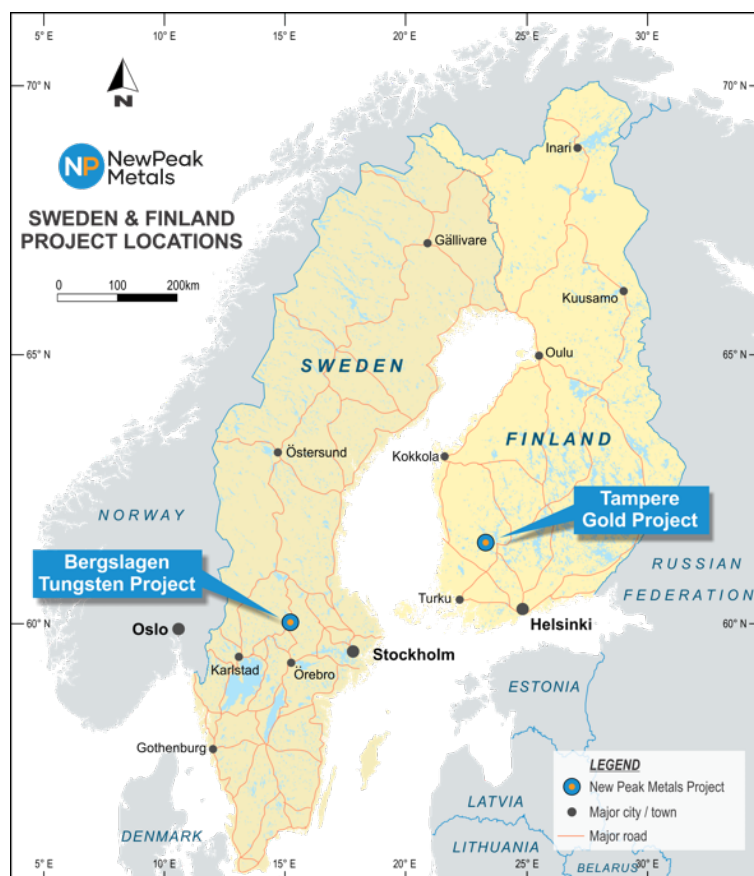 5° E 10° E 15° E 20° E 25° E 30° E
70° N 70° N
N
NP NewPeak
Metals
SWEDEN & FINLAND
PROJECT LOCATIONS
0 100 200km
Inari
Gällivare
Kuusamo
65° N 65° N
Oulu
SWEDEN
FINLAND
Östersund
Kokkola
NORWAY
Tampere
Gold Project
Bergslagen
Tungsten Project
RUSSIAN
FEDERATION
Turku
Helsinki
60° N 60° N
Oslo
Stockholm
Karlstad
Örebro
ESTONIA
Gothenburg
LEGEND
New Peak Metals Project
Major city / town
Major road
LATVIA
DENMARK
LITHUANIA
BELARUS
5° E 10° E 15° E 20° E 25° E 30° E